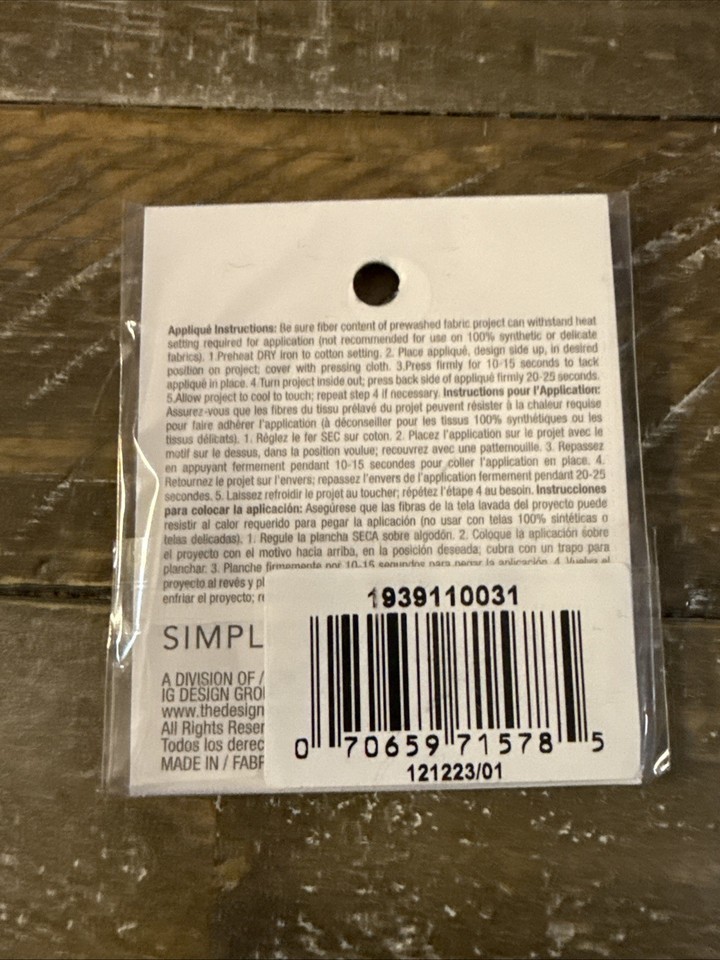 Appliqué Instructions: Be sure fiber content of prewashed fabric project can withstand heat
setting required for application (not recommended for use on 100% synthetic or delicate
fabrics). 1.Preheat DRY iron to cotton setting. 2. Place appliqué, design side up, in desired
position on project; cover with pressing cloth. 3.Press firmly for 10-15 seconds to tack
appliqué in place. 4.Turn project inside out; press back side of appliqué firmly 20-25 seconds.
5.Allow project to cool to touch; repeat step 4 if necessary. Instructions pour l'Application:
Assurez-vous que les fibres du tissu prélavé du projet peuvent résister à la chaleur requise
pour faire adhérer l'application (à déconseiller pour les tissus 100% synthétiques ou les
tissus délicats). 1. Règlez le fer SEC sur coton. 2. Placez l'application sur le projet avec le
motif sur le dessus, dans la position voulue; recouvrez avec une pattemouille. 3. Repassez
en appuyant fermement pendant 10-15 secondes pour coller l'application en place. 4.
Retournez le projet sur l'envers; repassez l'envers de l'application fermement pendant 20-25
secondes. 5. Laissez refroidir le projet au toucher; répétez l'étape 4 au besoin. Instrucciones
para colocar la aplicación: Asegúrese que las fibras de la tela lavada del proyecto puede
resistir al calor requerido para pegar la aplicación (no usar con telas 100% sintéticas o
telas delicadas). 1. Regule la plancha SECA sobre algodón. 2. Coloque la aplicación sobre
el proyecto con el motivo hacia arriba, en la posición deseada; cubra con un trapo para
planchar. 3. Planche firmemente por 10-15 segundos para pegar la aplicación. 4. Vuelva el
proyecto al revés y pl
enfriar el proyecto; r
1939110031
SIMPL
A DIVISION OF /
IG DESIGN GRO
www.thedesign
All Rights Reser
Todos los derec
MADE IN / FABR
0 70659 71578 5
121223/01